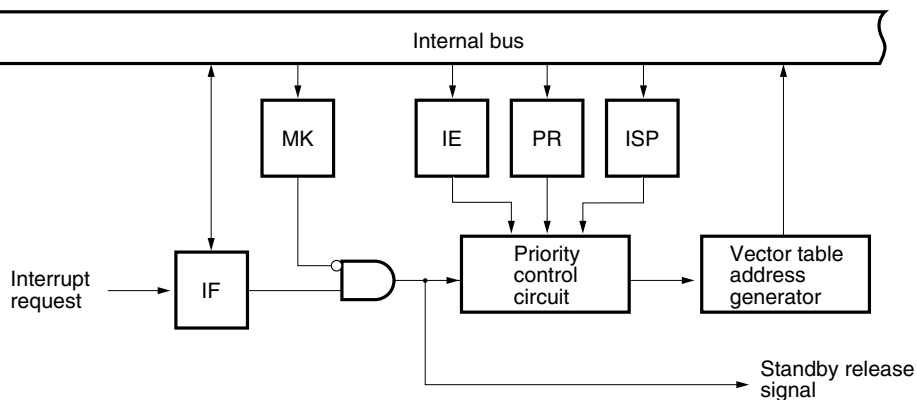 Internal bus
MK
IE
PR
ISP
Interrupt
request
IF
Priority
control
circuit
Vector table
address
generator
Standby release
signal